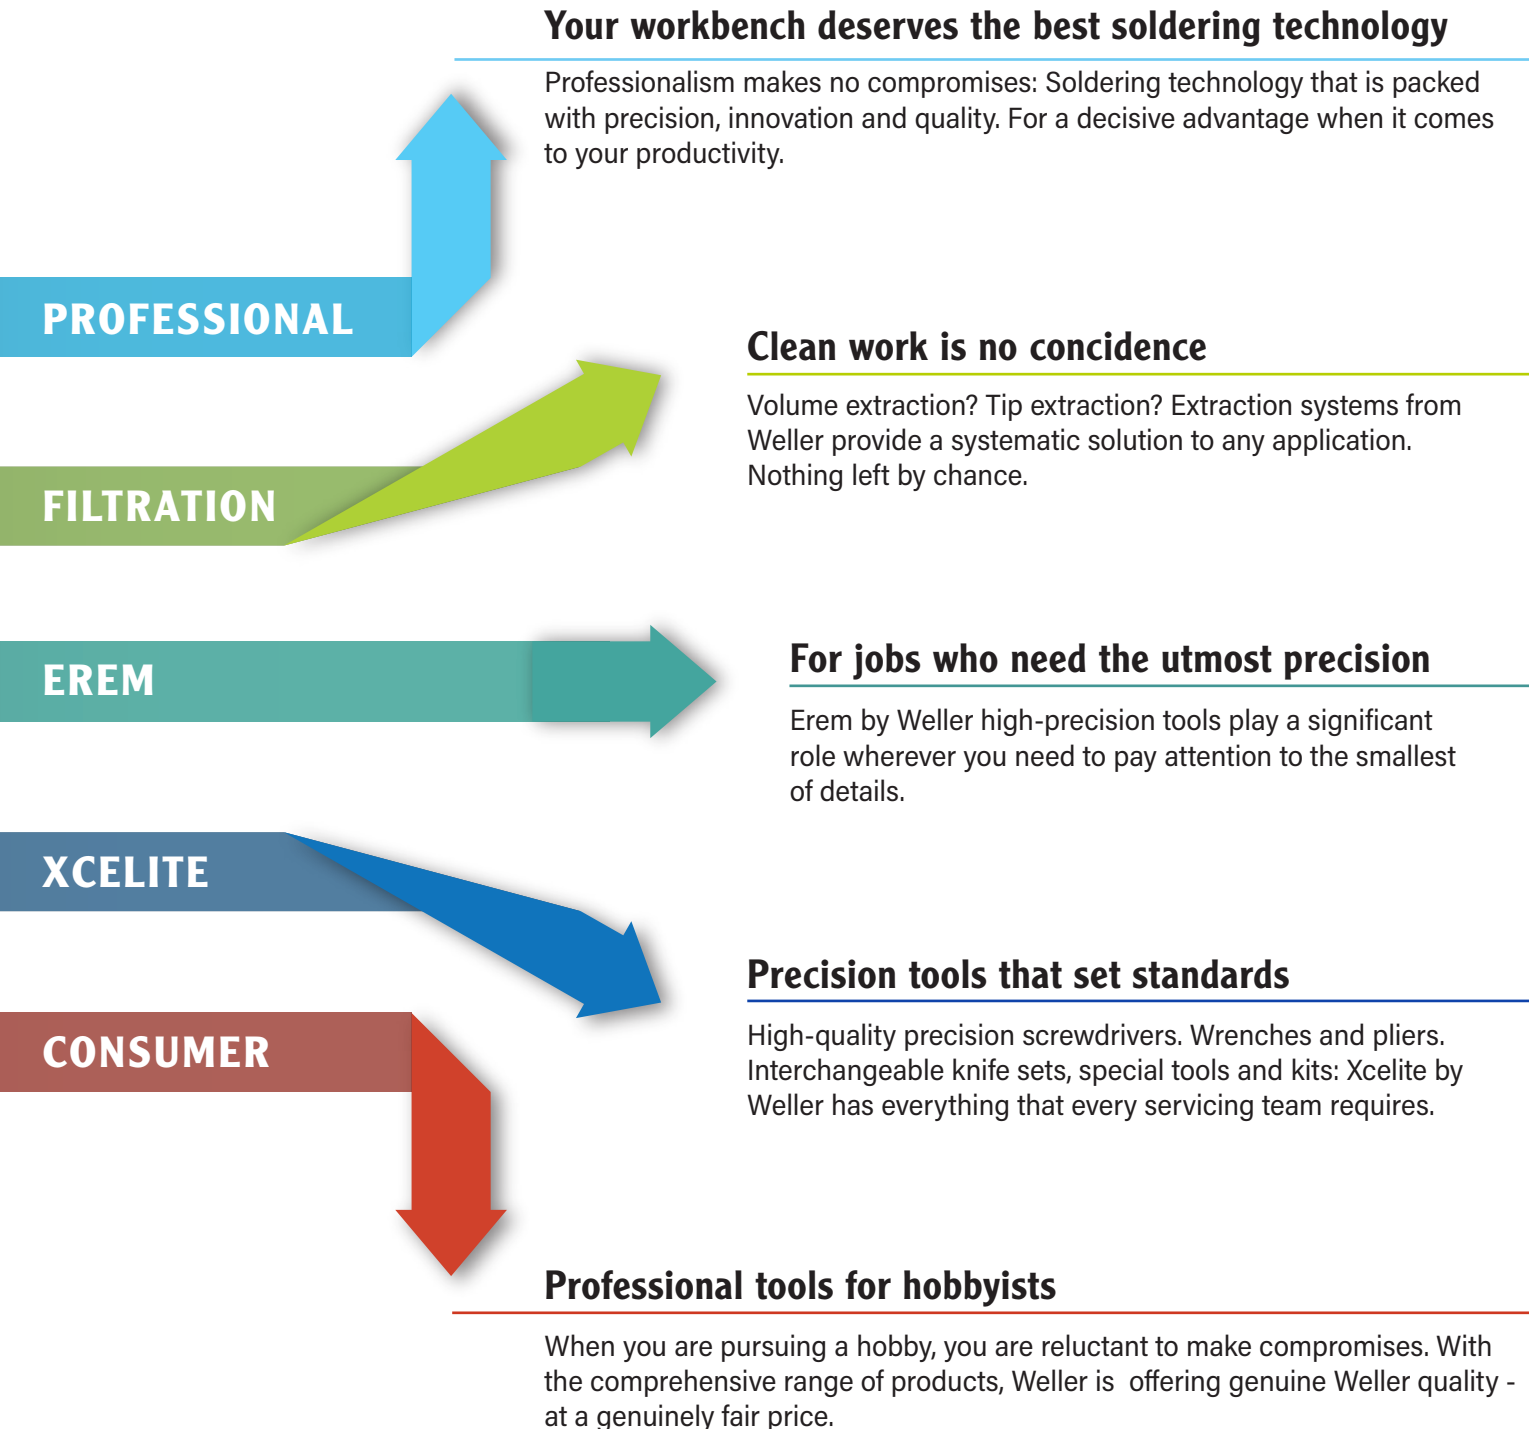 Your workbench deserves the best soldering technology
Professionalism makes no compromises: Soldering technology that is packed
with precision, innovation and quality. For a decisive advantage when it comes
to your productivity.
PROFESSIONAL
Clean work is no concidence
Volume extraction? Tip extraction? Extraction systems from
Weller provide a systematic solution to any application.
Nothing left by chance.
FILTRATION
For jobs who need the utmost precision
EREM
Erem by Weller high-precision tools play a significant
role wherever you need to pay attention to the smallest
of details.
XCELITE
Precision tools that set standards
High-quality precision screwdrivers. Wrenches and pliers.
Interchangeable knife sets, special tools and kits: Xcelite by
Weller has everything that every servicing team requires.
CONSUMER
Professional tools for hobbyists
When you are pursuing a hobby, you are reluctant to make compromises. With
the comprehensive range of products, Weller is  offering genuine Weller quality -
at a genuinely fair price.